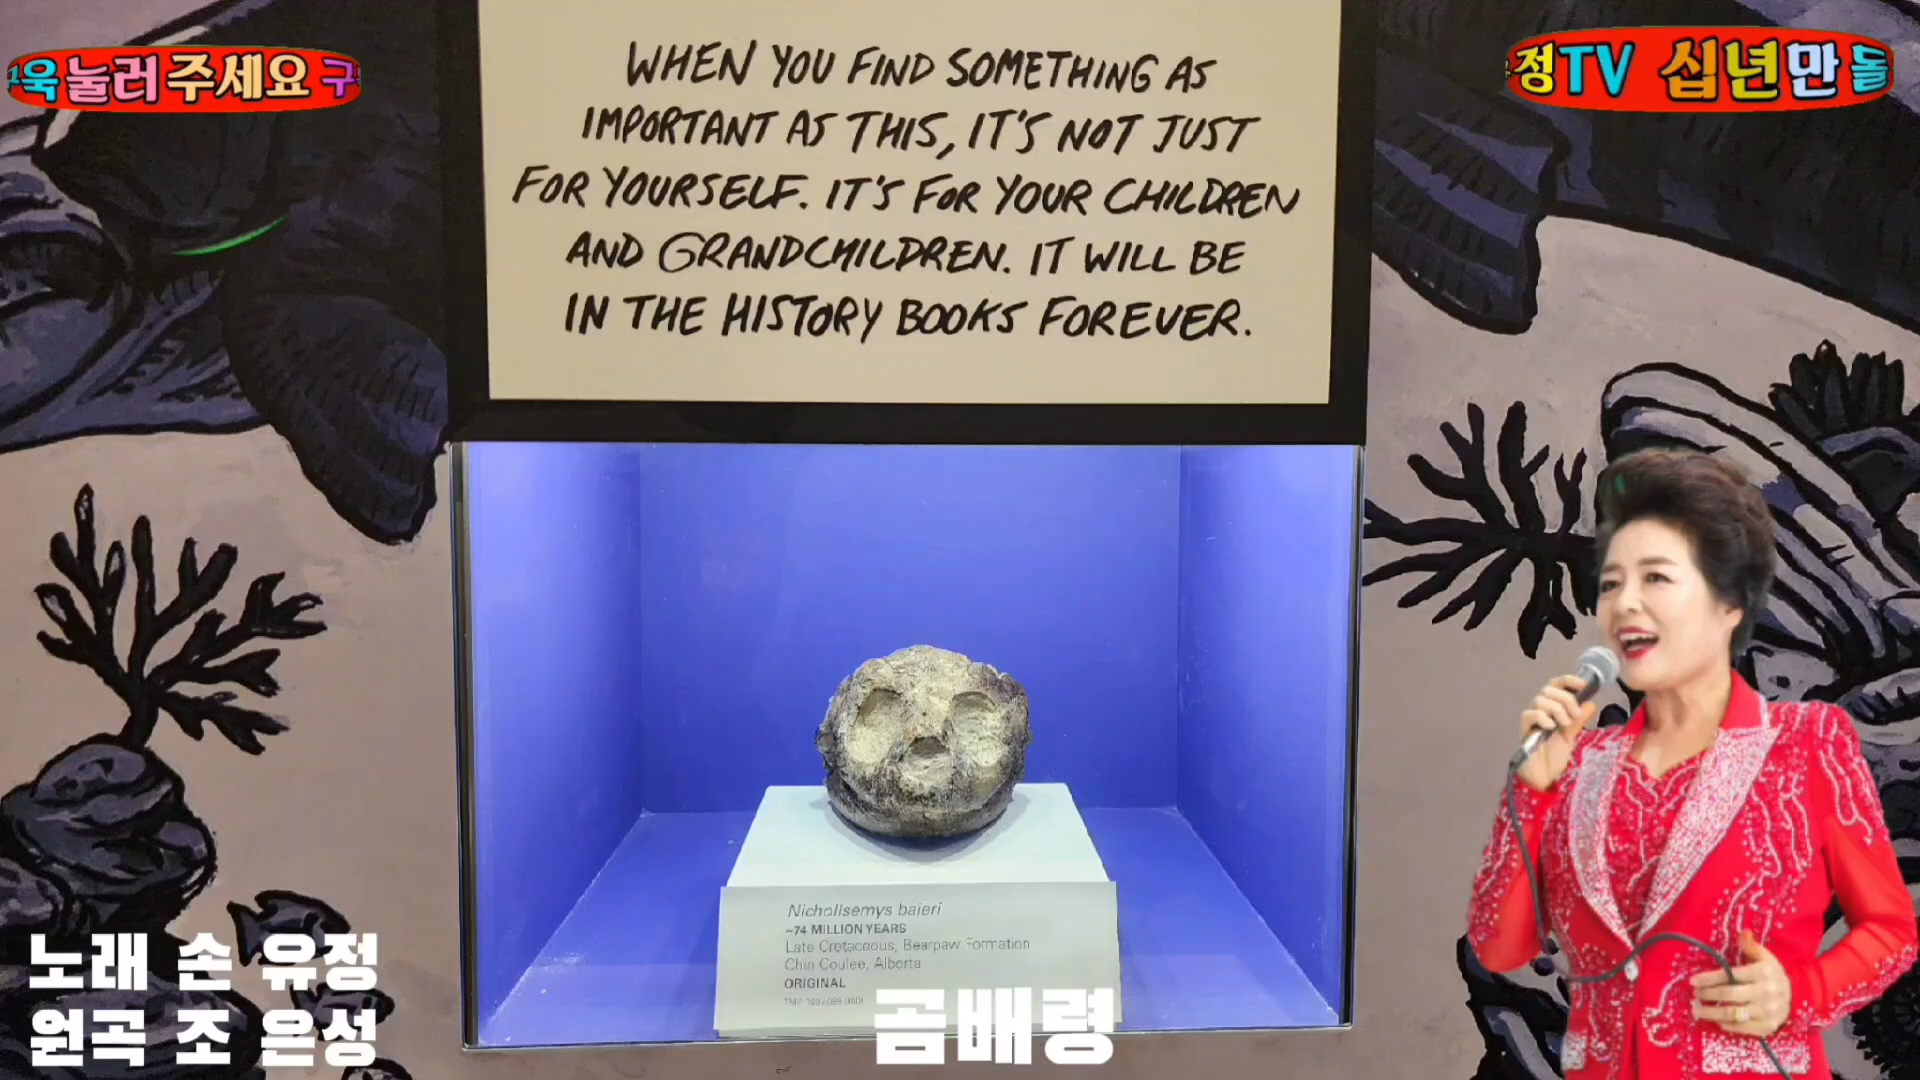 욱 눌러 주세요 구
정TV 십년만 돌
WHEN YOU FIND SOMETHING AS
IMPORTANT AS THIS, IT'S NOT JUST
FOR YOURSELF. IT'S FOR YOUR CHILDREN
AND GRANDCHILDREN. IT WILL BE
IN THE HISTORY BOOKS FOREVER.
Nichollsemys baieri
~74 MILLION YEARS
Late Cretaceous, Bearpaw Formation
Chin Coulee, Alberta
ORIGINAL
TMP
노래 손 유정
원곡 조 은성
곰배령